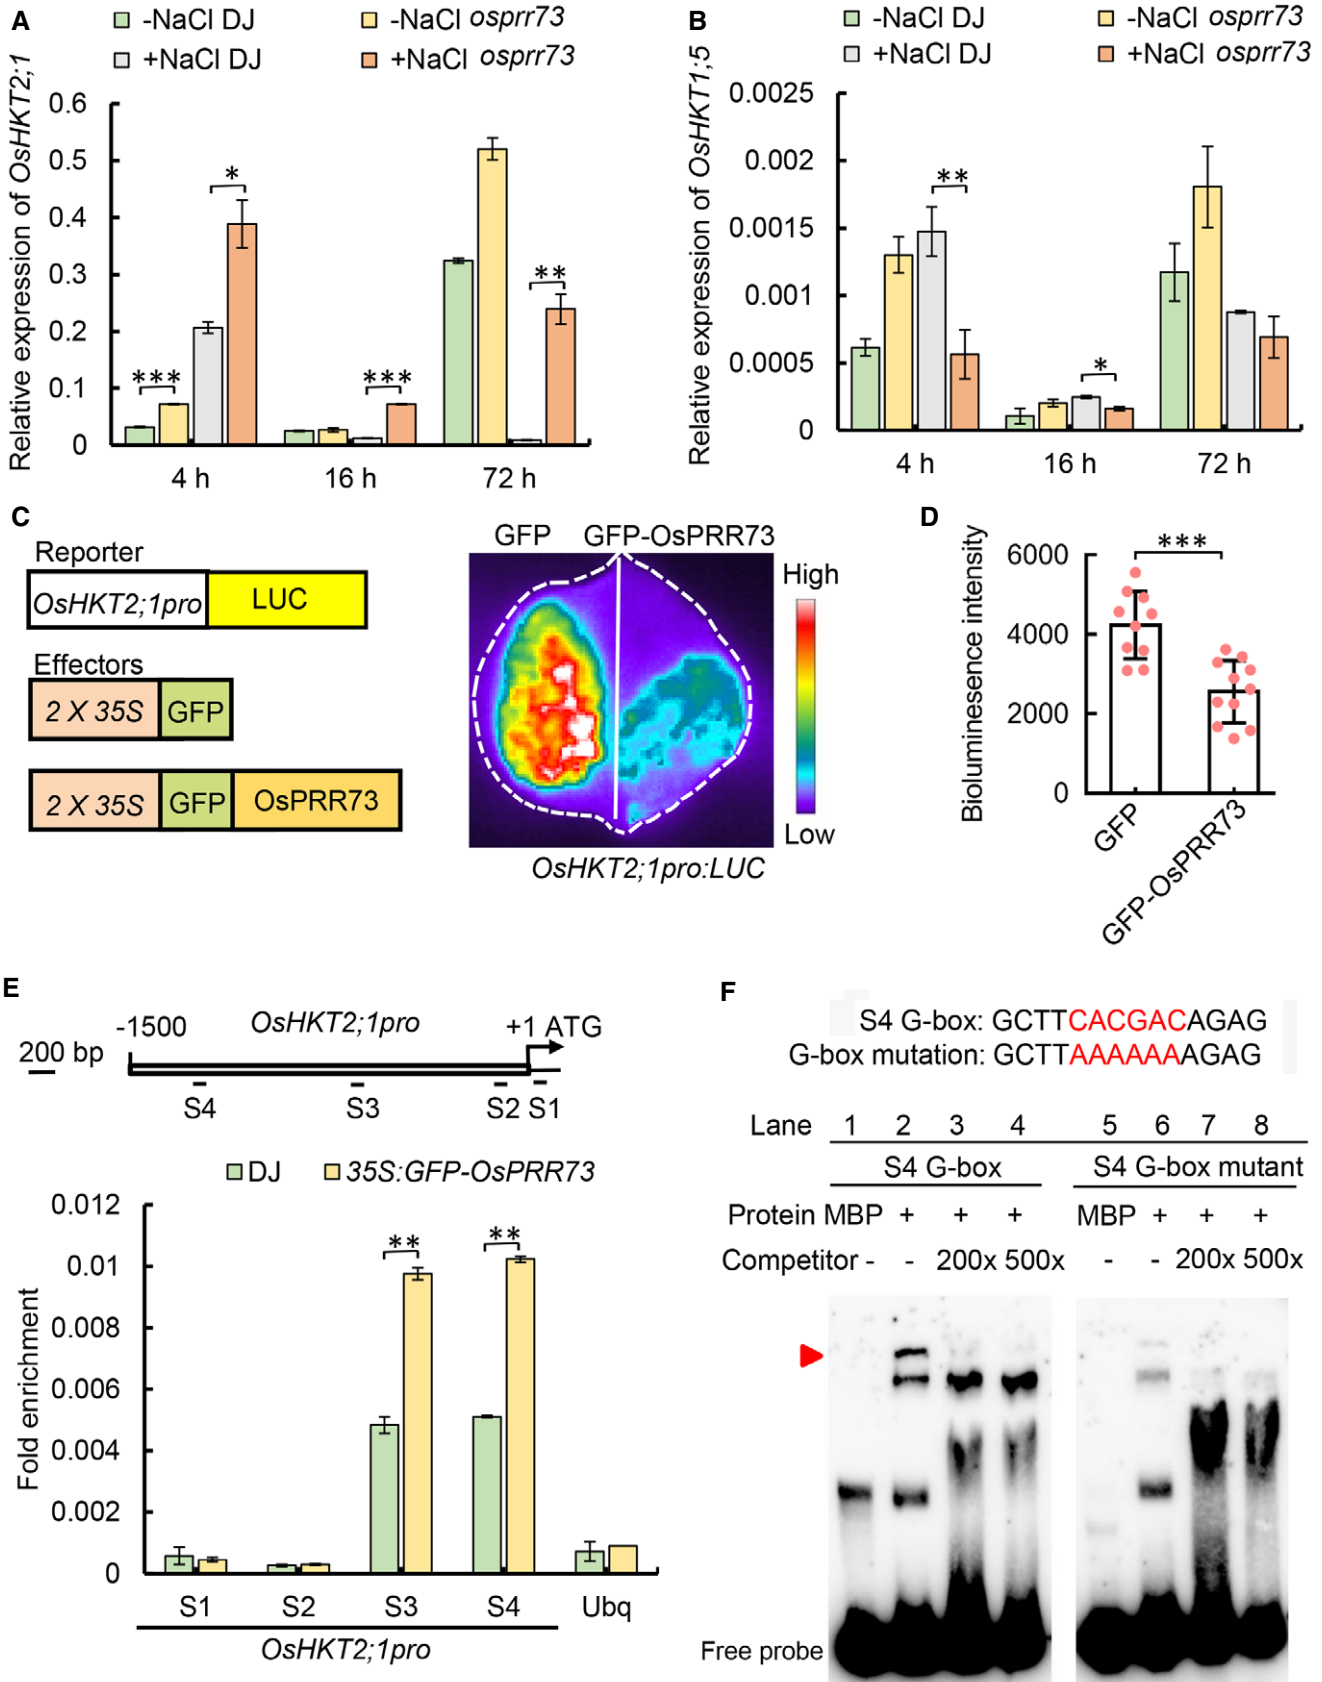 A
-NaCl DJ
-NaCl osprr73
+NaCl DJ
+NaCl osprr73
Relative expression of OsHKT2;1
0.6
0.5
0.4
0.3
0.2
0.1
0
***
*
***
**
4 h
16 h
72 h
B
-NaCl DJ
-NaCl osprr73
+NaCl DJ
+NaCl osprr73
Relative expression of OsHKT1;5
0.0025
0.002
0.0015
0.001
0.0005
0
**
*
4 h
16 h
72 h
C
Reporter
OsHKT2;1pro LUC
Effectors
2 X 35S GFP
2 X 35S GFP OsPRR73
GFP GFP-OsPRR73
High
Low
OsHKT2;1pro:LUC
D
Bioluminesence intensity
6000
4000
2000
0
***
GFP
GFP-OsPRR73
E
-1500 OsHKT2;1pro +1 ATG
200 bp
S4 S3 S2 S1
DJ 35S:GFP-OsPRR73
Fold enrichment
0.012
0.01
0.008
0.006
0.004
0.002
0
**
**
S1 S2 S3 S4 Ubq
OsHKT2;1pro
F
S4 G-box: GCTTCACGACAGAG
G-box mutation: GCTTAAAAAAAGAG
Lane 1 2 3 4 5 6 7 8
S4 G-box S4 G-box mutant
Protein MBP + + + MBP + + +
Competitor - - 200x 500x - - 200x 500x
Free probe